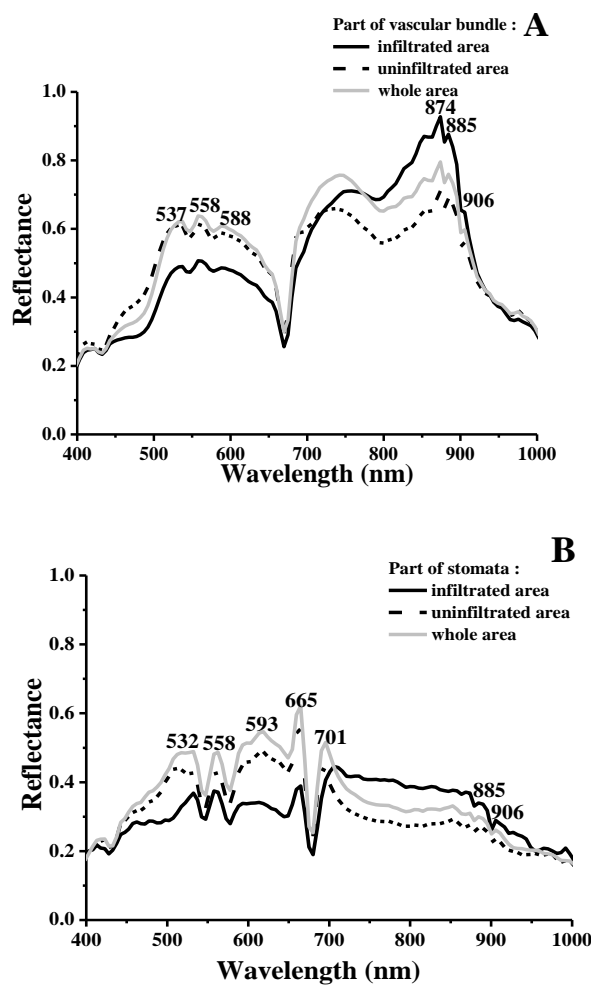 Part of vascular bundle : A
infiltrated area
uninfiltrated area
whole area
874
885
906
537
558
588
Reflectance
1.0
0.8
0.6
0.4
0.2
0.0
400 500 600 700 800 900 1000
Wavelength (nm)
B
Part of stomata :
infiltrated area
uninfiltrated area
whole area
665
593
701
532
558
885
906
Reflectance
1.0
0.8
0.6
0.4
0.2
0.0
400 500 600 700 800 900 1000
Wavelength (nm)